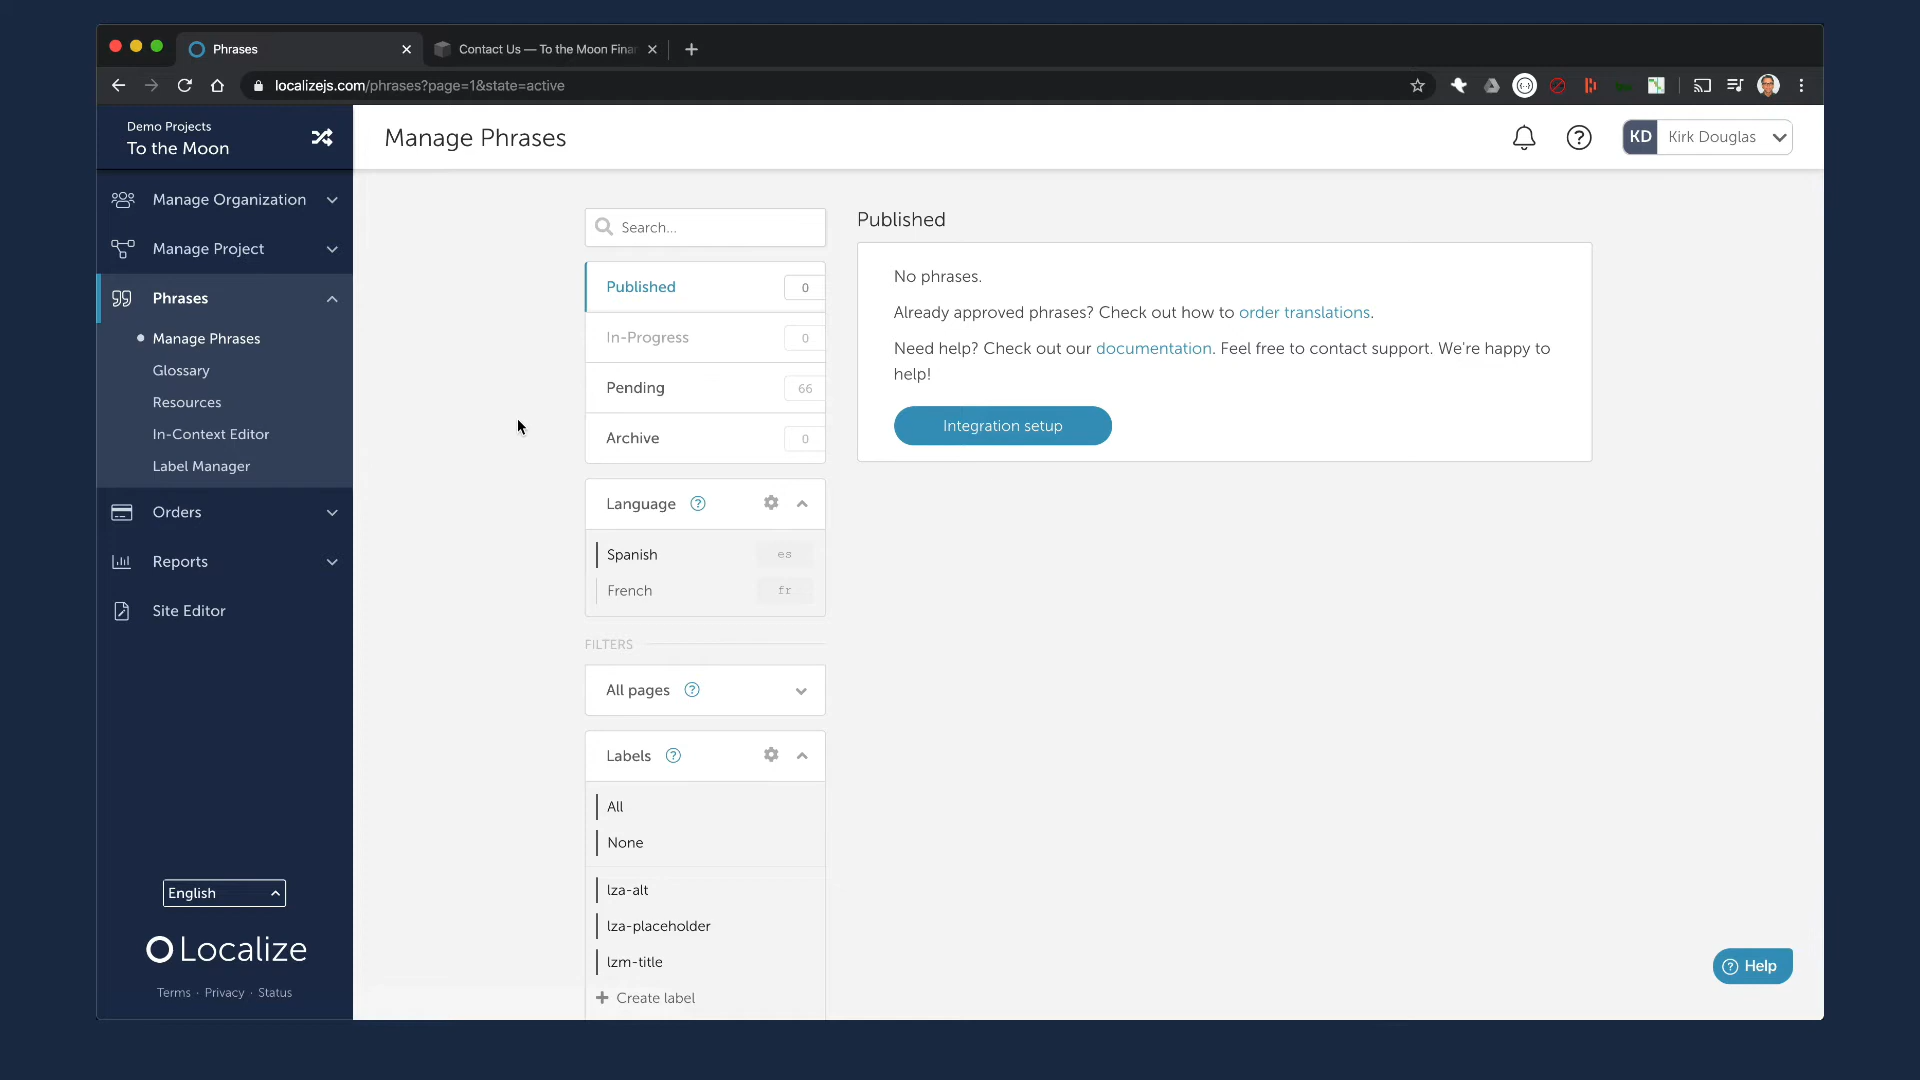 Phrases
Contact Us — To the Moon Finan
localizejs.com/phrases?page=1&state=active
Demo Projects
To the Moon
Manage Phrases
KD
Kirk Douglas
Manage Organization
Manage Project
Phrases
Manage Phrases
Glossary
Resources
In-Context Editor
Label Manager
Orders
Reports
Site Editor
English
Localize
Terms · Privacy · Status
Search...
Published 0
In-Progress 0
Pending 66
Archive 0
Language ?
Spanish es
French fr
FILTERS
All pages ?
Labels ?
All
None
lza-alt
lza-placeholder
lzm-title
+ Create label
Published
No phrases.
Already approved phrases? Check out how to order translations.
Need help? Check out our documentation. Feel free to contact support. We're happy to
help!
Integration setup
? Help